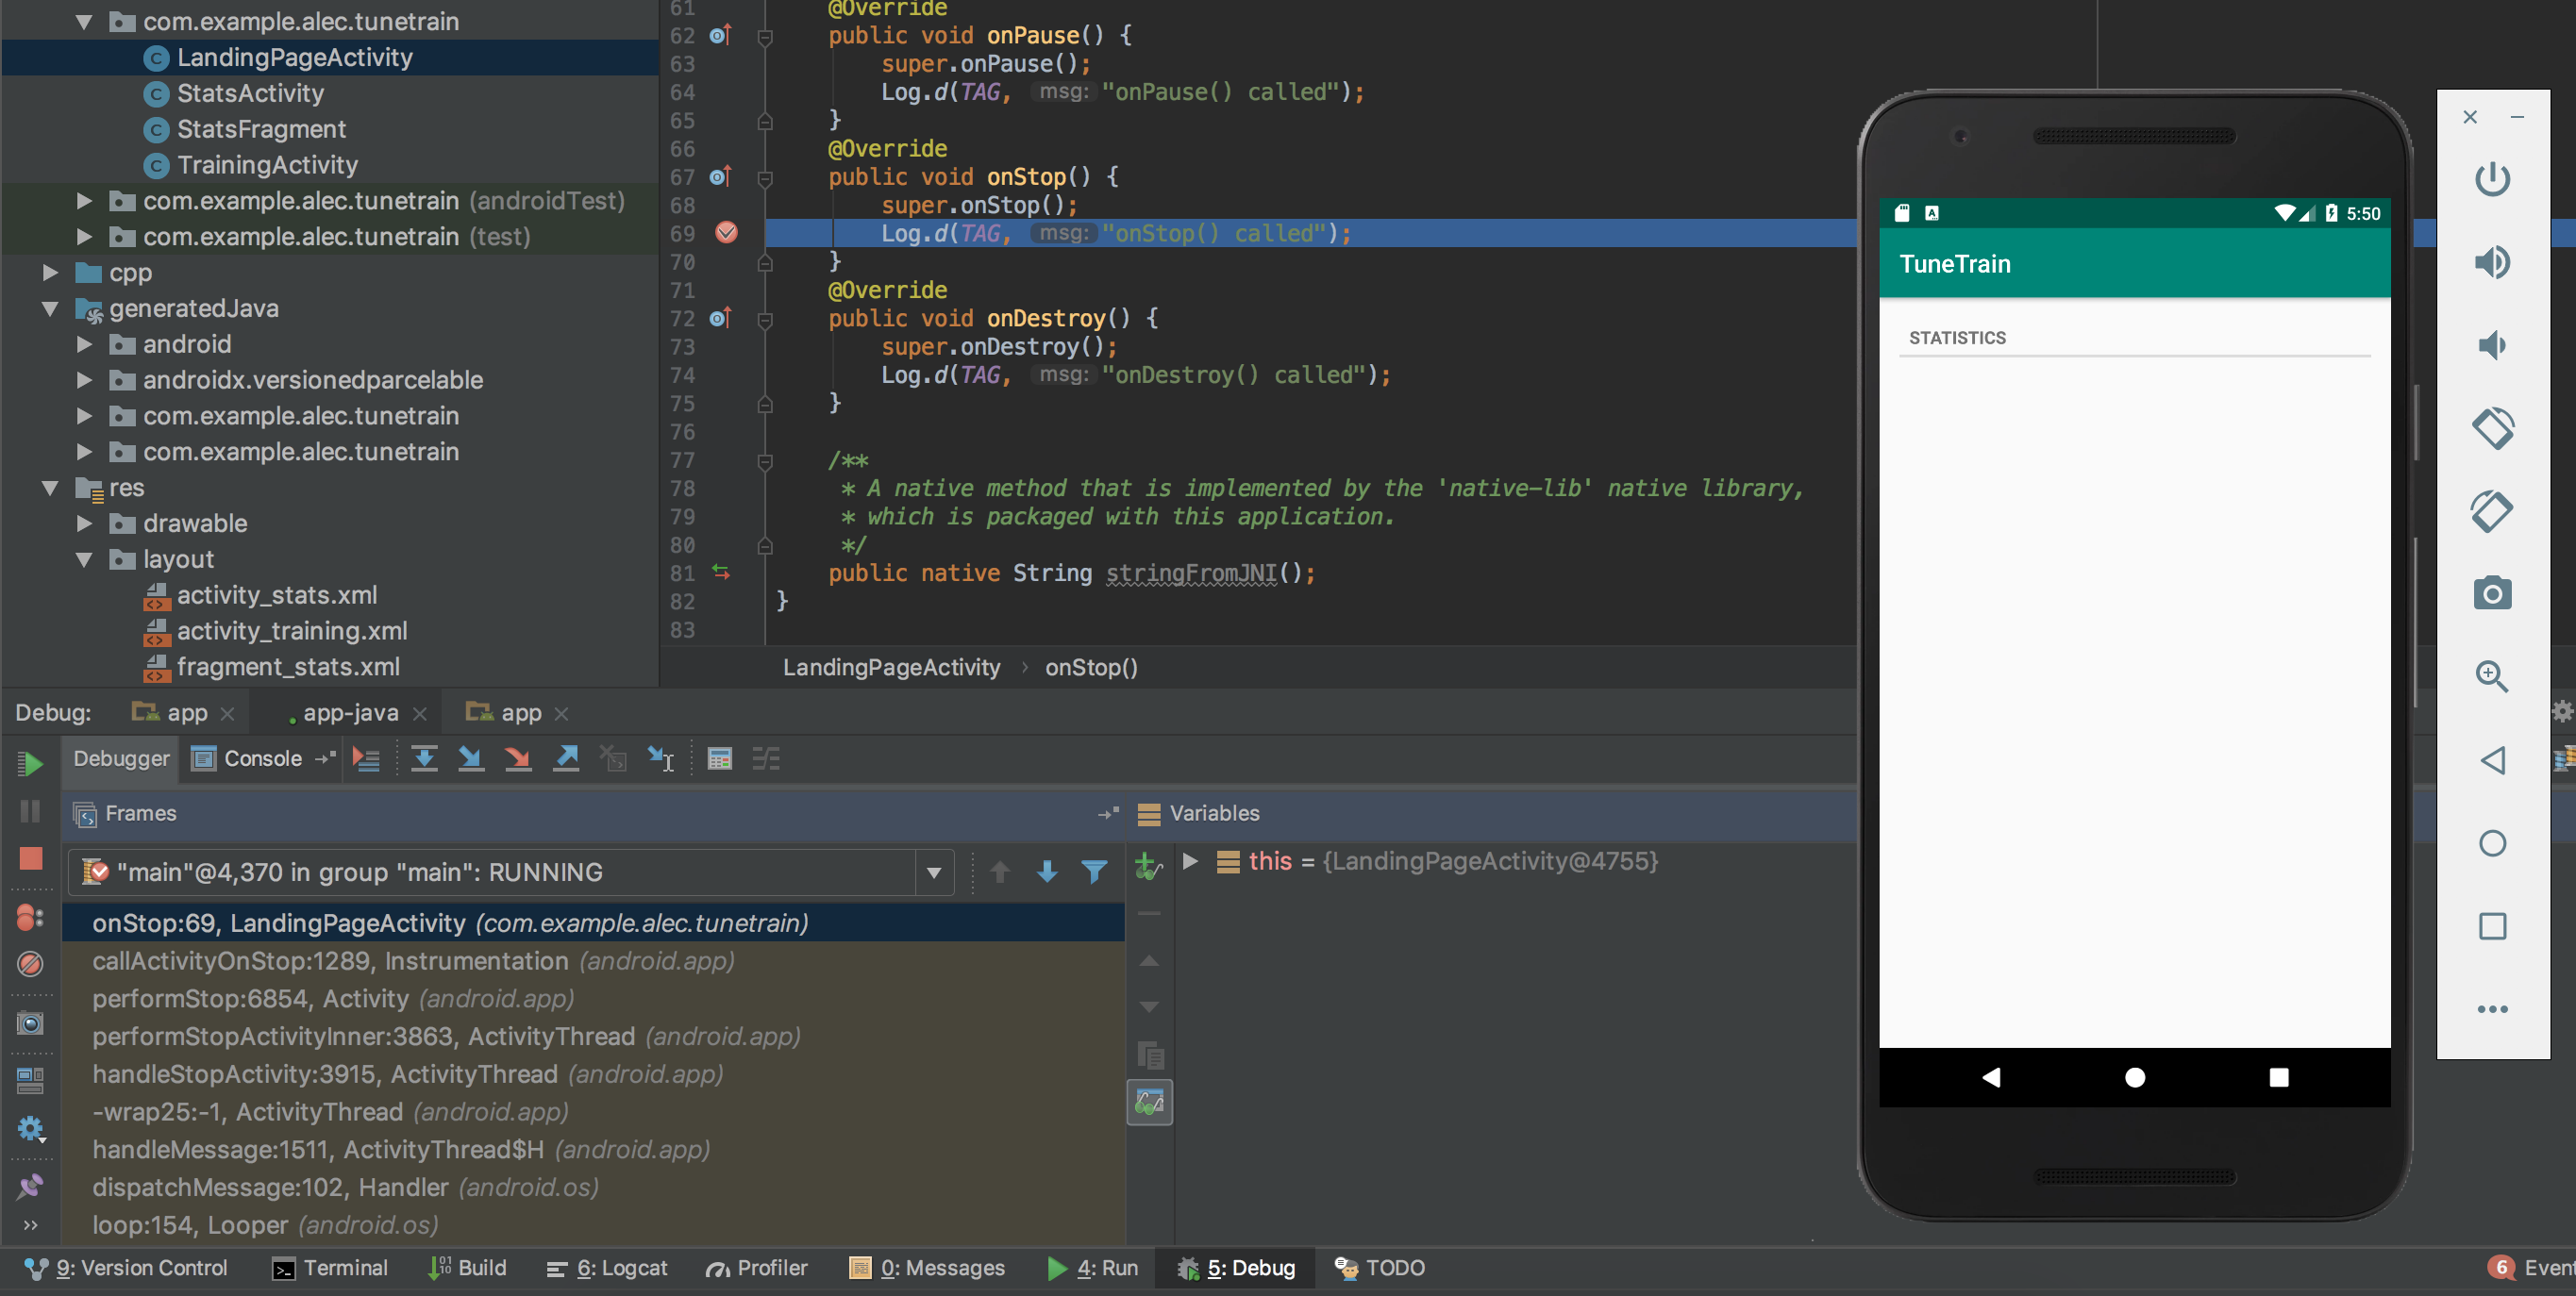 com.example.alec.tunetrain
LandingPageActivity
StatsActivity
StatsFragment
TrainingActivity
com.example.alec.tunetrain (androidTest)
com.example.alec.tunetrain (test)
cpp
generatedJava
android
androidx.versionedparcelable
com.example.alec.tunetrain
com.example.alec.tunetrain
res
drawable
layout
activity_stats.xml
activity_training.xml
fragment_stats.xml
61 @Override
62 public void onPause() {
63 super.onPause();
64 Log.d(TAG, msg: "onPause() called");
65 }
66 @Override
67 public void onStop() {
68 super.onStop();
69 Log.d(TAG, msg: "onStop() called");
70 }
71 @Override
72 public void onDestroy() {
73 super.onDestroy();
74 Log.d(TAG, msg: "onDestroy() called");
75 }
76
77 /**
78 * A native method that is implemented by the 'native-lib' native library,
79 * which is packaged with this application.
80 */
81 public native String stringFromJNI();
82 }
83
LandingPageActivity › onStop()
5:50
TuneTrain
STATISTICS
Debug: app app-java app
Debugger Console
Frames
Variables
"main"@4,370 in group "main": RUNNING
this = {LandingPageActivity@4755}
onStop:69, LandingPageActivity (com.example.alec.tunetrain)
callActivityOnStop:1289, Instrumentation (android.app)
performStop:6854, Activity (android.app)
performStopActivityInner:3863, ActivityThread (android.app)
handleStopActivity:3915, ActivityThread (android.app)
-wrap25:-1, ActivityThread (android.app)
handleMessage:1511, ActivityThread$H (android.app)
dispatchMessage:102, Handler (android.os)
loop:154, Looper (android.os)
9: Version Control Terminal Build 6: Logcat Profiler 0: Messages 4: Run 5: Debug TODO 6 Event